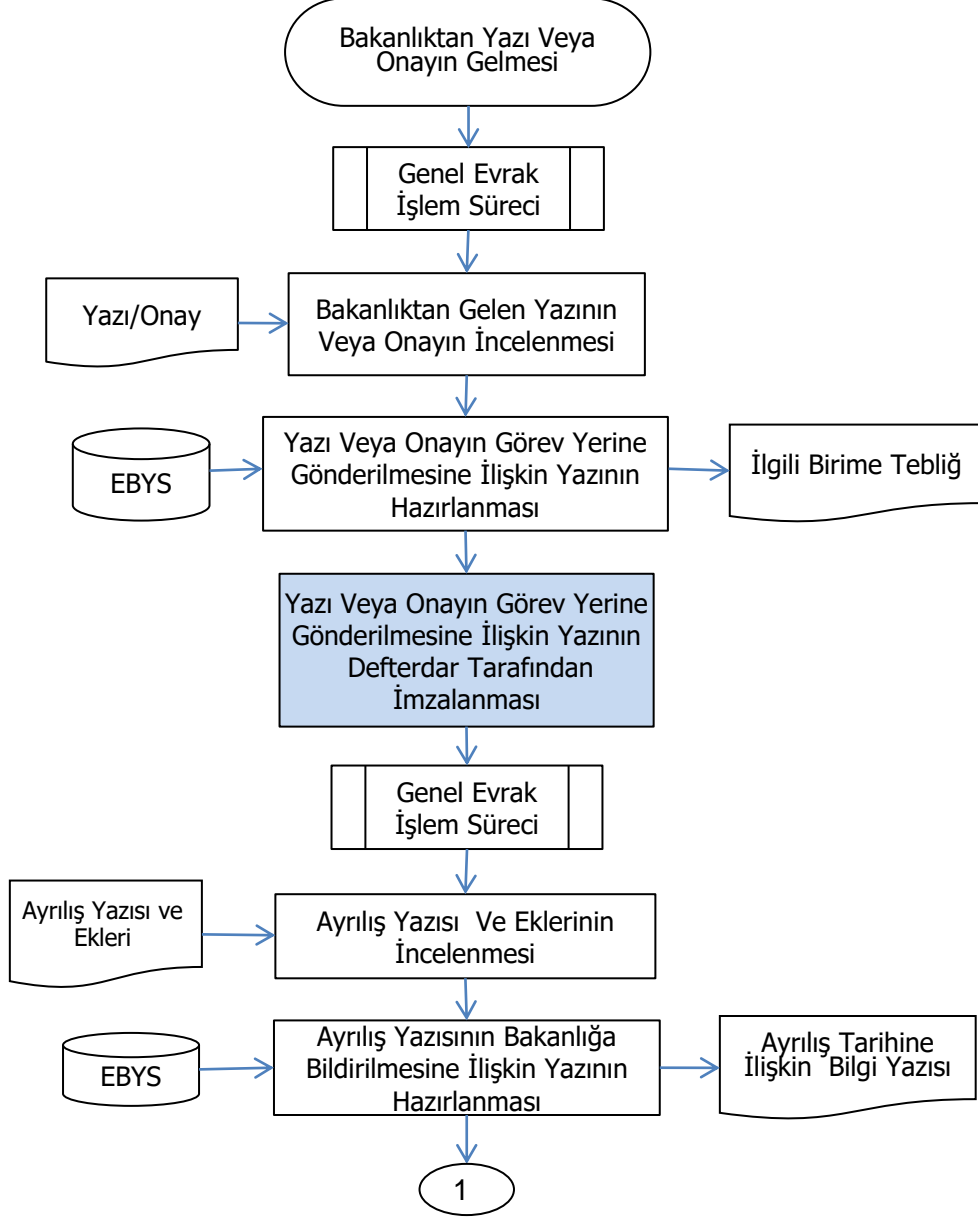 Bakanlıktan Yazı Veya
Onayın Gelmesi
Genel Evrak
İşlem Süreci
Yazı/Onay
Bakanlıktan Gelen Yazının
Veya Onayın İncelenmesi
EBYS
Yazı Veya Onayın Görev Yerine
Gönderilmesine İlişkin Yazının
Hazırlanması
İlgili Birime Tebliğ
Yazı Veya Onayın Görev Yerine
Gönderilmesine İlişkin Yazının
Defterdar Tarafından
İmzalanması
Genel Evrak
İşlem Süreci
Ayrılış Yazısı ve
Ekleri
Ayrılış Yazısı  Ve Eklerinin
İncelenmesi
EBYS
Ayrılış Yazısının Bakanlığa
Bildirilmesine İlişkin Yazının
Hazırlanması
Ayrılış Tarihine
İlişkin  Bilgi Yazısı
1